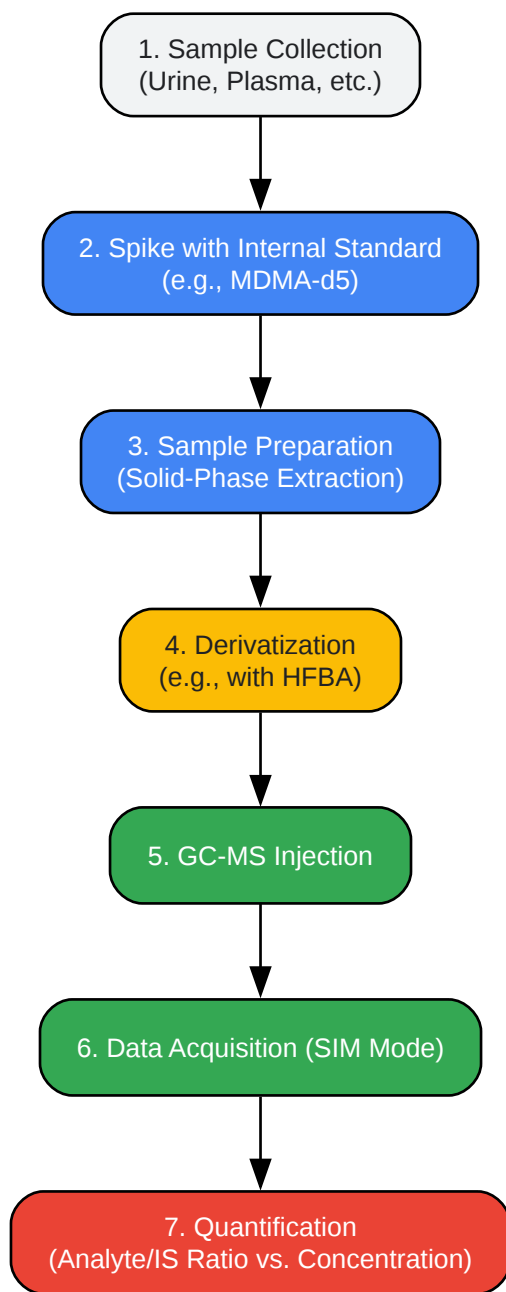 1. Sample Collection
(Urine, Plasma, etc.)
2. Spike with Internal Standard
(e.g., MDMA-d5)
3. Sample Preparation
(Solid-Phase Extraction)
4. Derivatization
(e.g., with HFBA)
5. GC-MS Injection
6. Data Acquisition (SIM Mode)
7. Quantification
(Analyte/IS Ratio vs. Concentration)